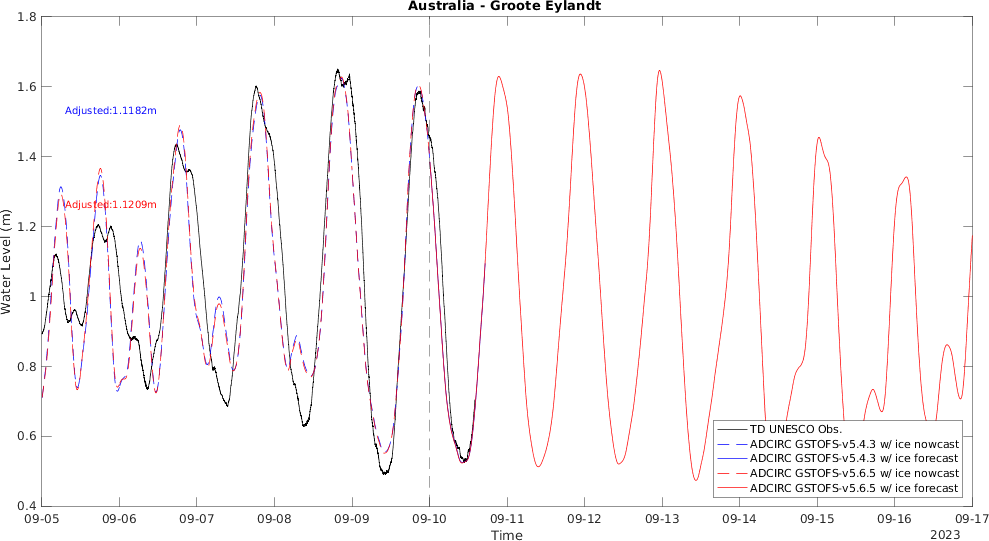 Australia - Groote Eylandt
1.8
1.6
1.4
1.2
1
0.8
0.6
0.4
Water Level (m)
Adjusted:1.1182m
Adjusted:1.1209m
TD UNESCO Obs.
ADCIRC GSTOFS-v5.4.3 w/ ice nowcast
ADCIRC GSTOFS-v5.4.3 w/ ice forecast
ADCIRC GSTOFS-v5.6.5 w/ ice nowcast
ADCIRC GSTOFS-v5.6.5 w/ ice forecast
09-05 09-06 09-07 09-08 09-09 09-10 09-11 09-12 09-13 09-14 09-15 09-16 09-17
Time
2023